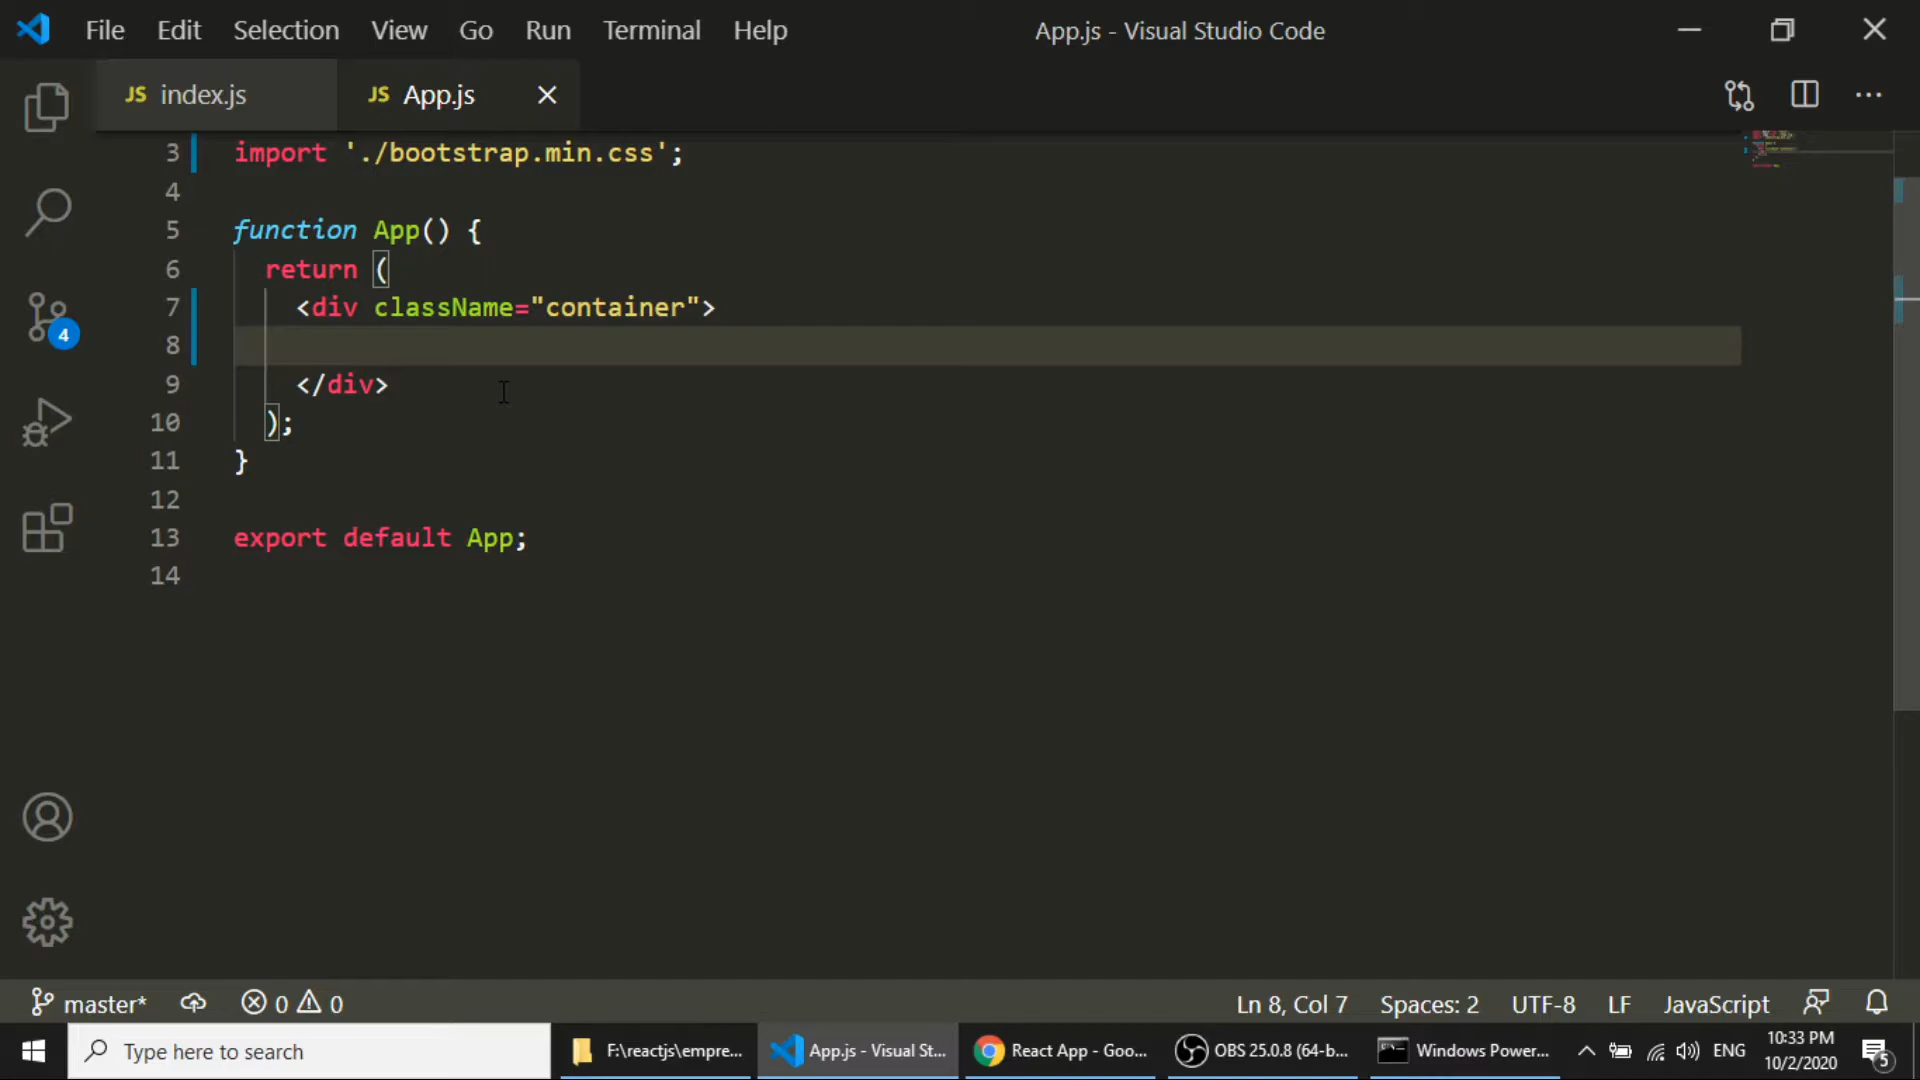 File Edit Selection View Go Run Terminal Help App.js - Visual Studio Code
JS index.js JS App.js
3 import './bootstrap.min.css';
4
5 function App() {
6 return (
7 <div className="container">
8
9 </div>
10 );
11 }
12
13 export default App;
14
4
master* 0 0 Ln 8, Col 7 Spaces: 2 UTF-8 LF JavaScript
Type here to search F:\reactjs\empre... App.js - Visual St... React App - Goo... OBS 25.0.8 (64-b... Windows Power... ENG 10:33 PM
10/2/2020 5